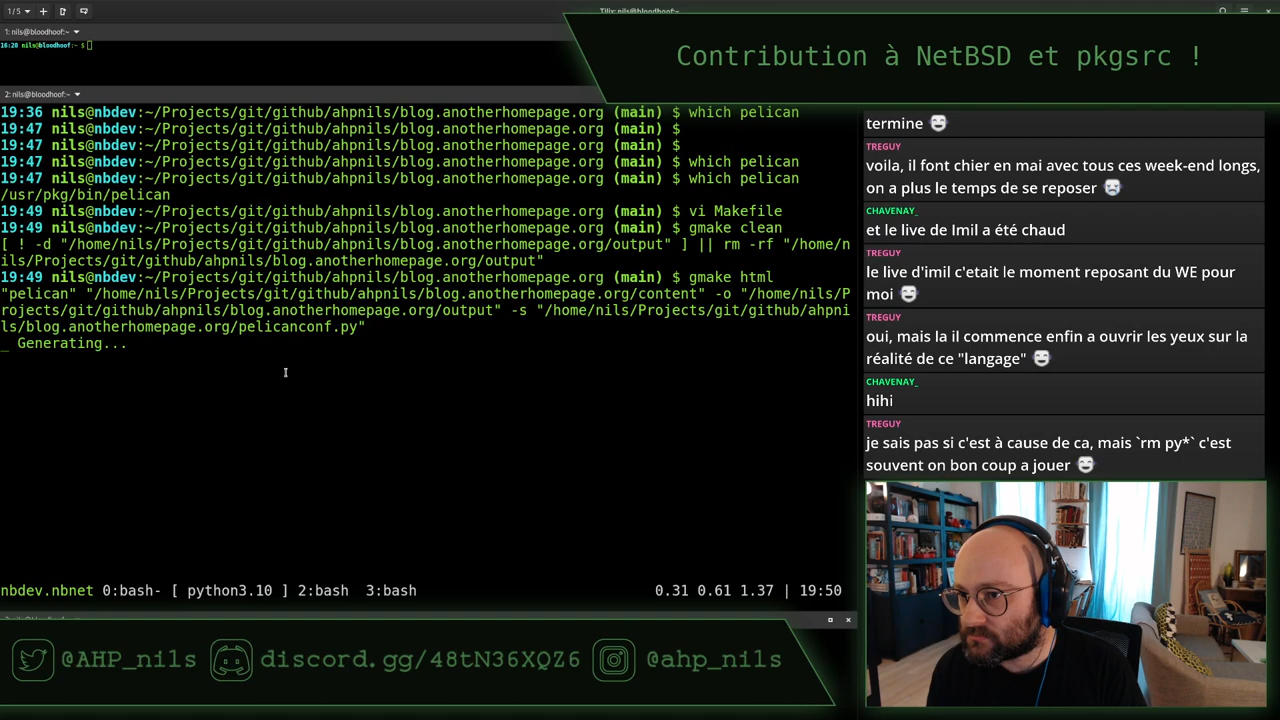 1/5
Tilix: nils@bloodhoof:~
1: nils@bloodhoof:~
16:20 nils@bloodhoof:~ $
Contribution à NetBSD et pkgsrc !
2: nils@bloodhoof:~
19:36 nils@nbdev:~/Projects/git/github/ahpnils/blog.anotherhomepage.org (main) $ which pelican
19:47 nils@nbdev:~/Projects/git/github/ahpnils/blog.anotherhomepage.org (main) $
19:47 nils@nbdev:~/Projects/git/github/ahpnils/blog.anotherhomepage.org (main) $
19:47 nils@nbdev:~/Projects/git/github/ahpnils/blog.anotherhomepage.org (main) $ which pelican
19:47 nils@nbdev:~/Projects/git/github/ahpnils/blog.anotherhomepage.org (main) $ which pelican
/usr/pkg/bin/pelican
19:49 nils@nbdev:~/Projects/git/github/ahpnils/blog.anotherhomepage.org (main) $ vi Makefile
19:49 nils@nbdev:~/Projects/git/github/ahpnils/blog.anotherhomepage.org (main) $ gmake clean
[ ! -d "/home/nils/Projects/git/github/ahpnils/blog.anotherhomepage.org/output" ] || rm -rf "/home/n
ils/Projects/git/github/ahpnils/blog.anotherhomepage.org/output"
19:49 nils@nbdev:~/Projects/git/github/ahpnils/blog.anotherhomepage.org (main) $ gmake html
"pelican" "/home/nils/Projects/git/github/ahpnils/blog.anotherhomepage.org/content" -o "/home/nils/P
rojects/git/github/ahpnils/blog.anotherhomepage.org/output" -s "/home/nils/Projects/git/github/ahpni
ls/blog.anotherhomepage.org/pelicanconf.py"
_ Generating...
nbdev.nbnet 0:bash- [ python3.10 ] 2:bash  3:bash 0.31 0.61 1.37 | 19:50
termine
TREGUY
voila, il font chier en mai avec tous ces week-end longs,
on a plus le temps de se reposer
CHAVENAY_
et le live de Imil a été chaud
TREGUY
le live d'imil c'etait le moment reposant du WE pour
moi
TREGUY
oui, mais la il commence enfin a ouvrir les yeux sur la
réalité de ce "langage"
CHAVENAY_
hihi
TREGUY
je sais pas si c'est à cause de ca, mais `rm py*` c'est
souvent on bon coup a jouer
@AHP_nils discord.gg/48tN36XQZ6 @ahp_nils